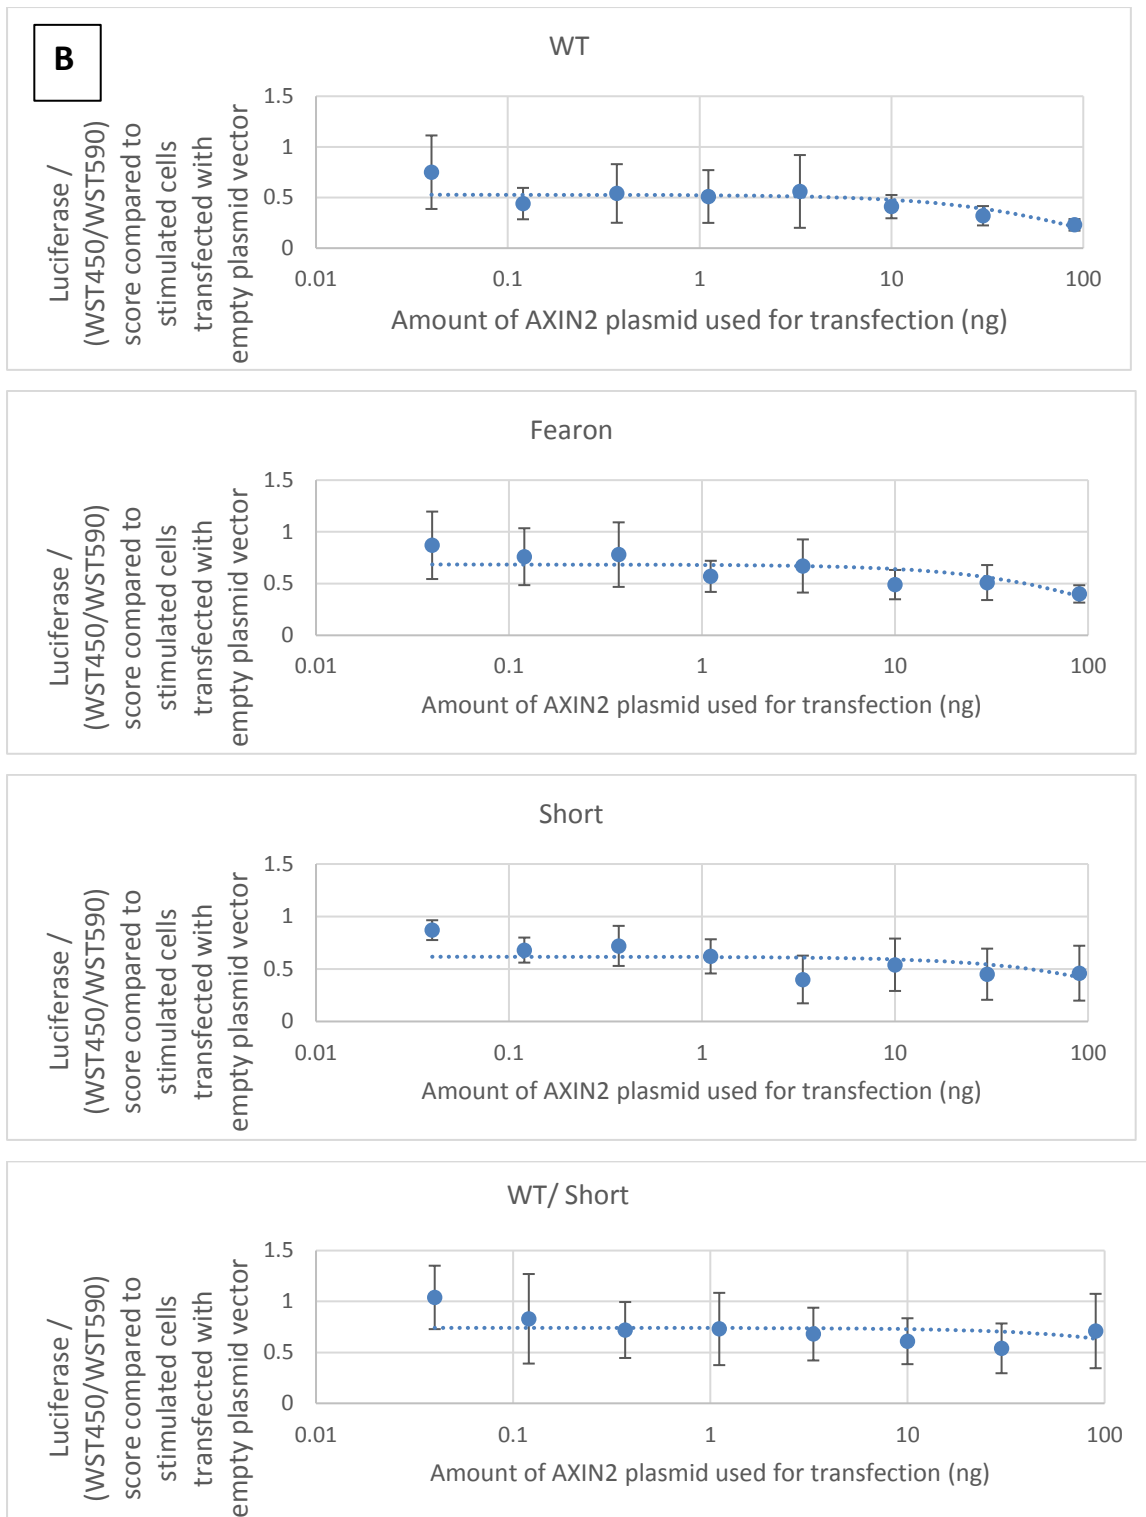 B
WT
Luciferase /
(WST450/WST590)
score compared to
stimulated cells
transfected with
empty plasmid vector
1.5
1
0.5
0
0.01 0.1 1 10 100
Amount of AXIN2 plasmid used for transfection (ng)
Fearon
Luciferase /
(WST450/WST590)
score compared to
stimulated cells
transfected with
empty plasmid vector
1.5
1
0.5
0
0.01 0.1 1 10 100
Amount of AXIN2 plasmid used for transfection (ng)
Short
Luciferase /
(WST450/WST590)
score compared to
stimulated cells
transfected with
empty plasmid vector
1.5
1
0.5
0
0.01 0.1 1 10 100
Amount of AXIN2 plasmid used for transfection (ng)
WT/ Short
Luciferase /
(WST450/WST590)
score compared to
stimulated cells
transfected with
empty plasmid vector
1.5
1
0.5
0
0.01 0.1 1 10 100
Amount of AXIN2 plasmid used for transfection (ng)